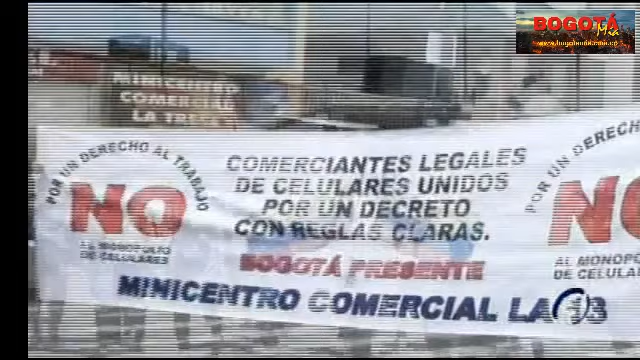 BOGOTÁ
Mía
MINICENTRO
COMERCIAL
LA TRECE
POR UN DERECHO AL TRABAJO
NO
AL MONOPOLIO
DE CELULARES
COMERCIANTES LEGALES
DE CELULARES UNIDOS
POR UN DECRETO
CON REGLAS CLARAS.
BOGOTÁ PRESENTE
MINICENTRO COMERCIAL LA 13
POR UN DERECHO
NO
AL MONOPO
DE CELULA